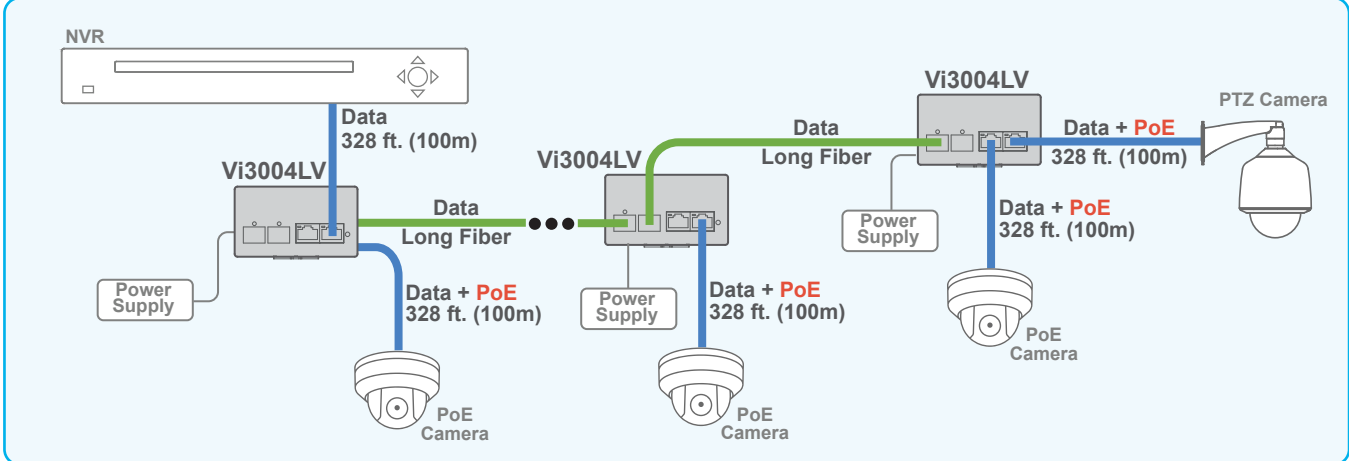 NVR
Data
328 ft. (100m)
Vi3004LV
Power
Supply
Data
Long Fiber
Data + PoE
328 ft. (100m)
PoE
Camera
Vi3004LV
Power
Supply
Data + PoE
328 ft. (100m)
PoE
Camera
Data
Long Fiber
Vi3004LV
Power
Supply
Data + PoE
328 ft. (100m)
PTZ Camera
Data + PoE
328 ft. (100m)
PoE
Camera